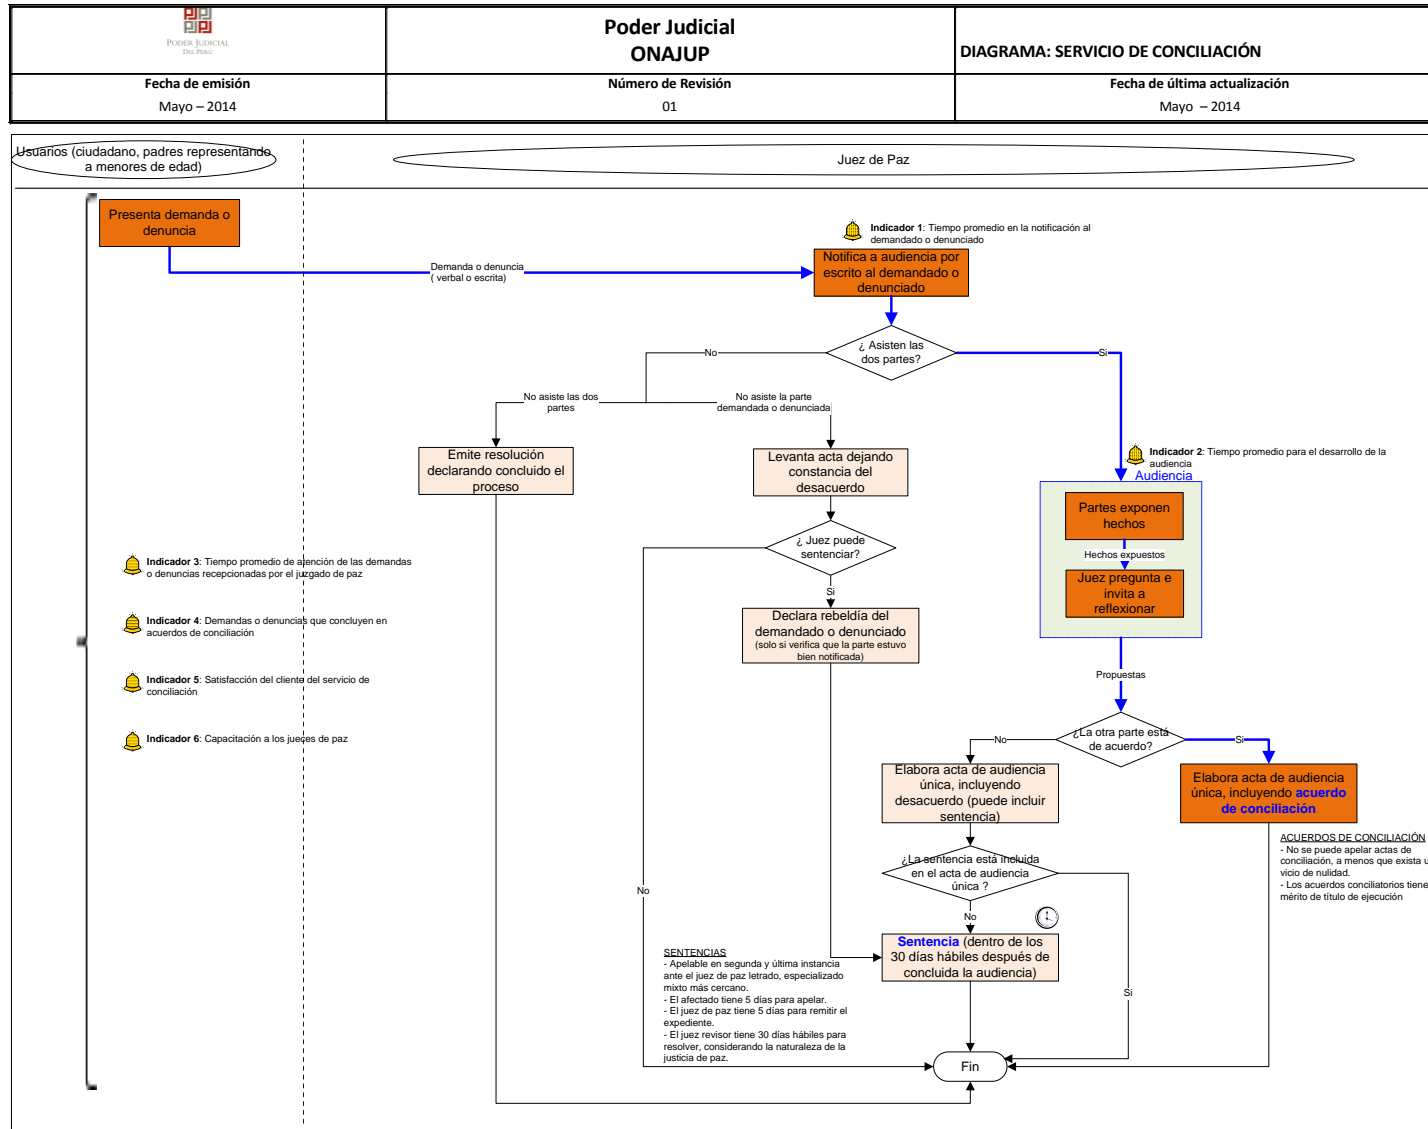 PODER JUDICIAL
DEL PERÚ
Poder Judicial
ONAJUP
DIAGRAMA: SERVICIO DE CONCILIACIÓN
Fecha de emisión
Mayo – 2014
Número de Revisión
01
Fecha de última actualización
Mayo – 2014
Usuarios (ciudadano, padres representando
a menores de edad)
Juez de Paz
Presenta demanda o
denuncia
Indicador 1: Tiempo promedio en la notificación al
demandado o denunciado
Demanda o denuncia
( verbal o escrita)
Notifica a audiencia por
escrito al demandado o
denunciado
¿ Asisten las
dos partes?
No
Si
No asiste las dos
partes
No asiste la parte
demandada o denunciada
Emite resolución
declarando concluido el
proceso
Levanta acta dejando
constancia del
desacuerdo
Indicador 2: Tiempo promedio para el desarrollo de la
audiencia
Audiencia
Partes exponen
hechos
Hechos expuestos
Juez pregunta e
invita a
reflexionar
¿ Juez puede
sentenciar?
Si
Declara rebeldía del
demandado o denunciado
(solo si verifica que la parte estuvo
bien notificada)
Indicador 3: Tiempo promedio de atención de las demandas
o denuncias recepcionadas por el juzgado de paz
Indicador 4: Demandas o denuncias que concluyen en
acuerdos de conciliación
Indicador 5: Satisfacción del cliente del servicio de
conciliación
Indicador 6: Capacitación a los jueces de paz
Propuestas
¿La otra parte está
de acuerdo?
No
Si
Elabora acta de audiencia
única, incluyendo
desacuerdo (puede incluir
sentencia)
Elabora acta de audiencia
única, incluyendo acuerdo
de conciliación
ACUERDOS DE CONCILIACIÓN
- No se puede apelar actas de
conciliación, a menos que exista u
vicio de nulidad.
- Los acuerdos conciliatorios tiene
mérito de título de ejecución
¿La sentencia está incluida
en el acta de audiencia
única ?
No
No
Sentencia (dentro de los
30 días hábiles después de
concluida la audiencia)
Si
SENTENCIAS
- Apelable en segunda y última instancia
ante el juez de paz letrado, especializado
mixto más cercano.
- El afectado tiene 5 días para apelar.
- El juez de paz tiene 5 días para remitir el
expediente.
- El juez revisor tiene 30 días hábiles para
resolver, considerando la naturaleza de la
justicia de paz.
Fin